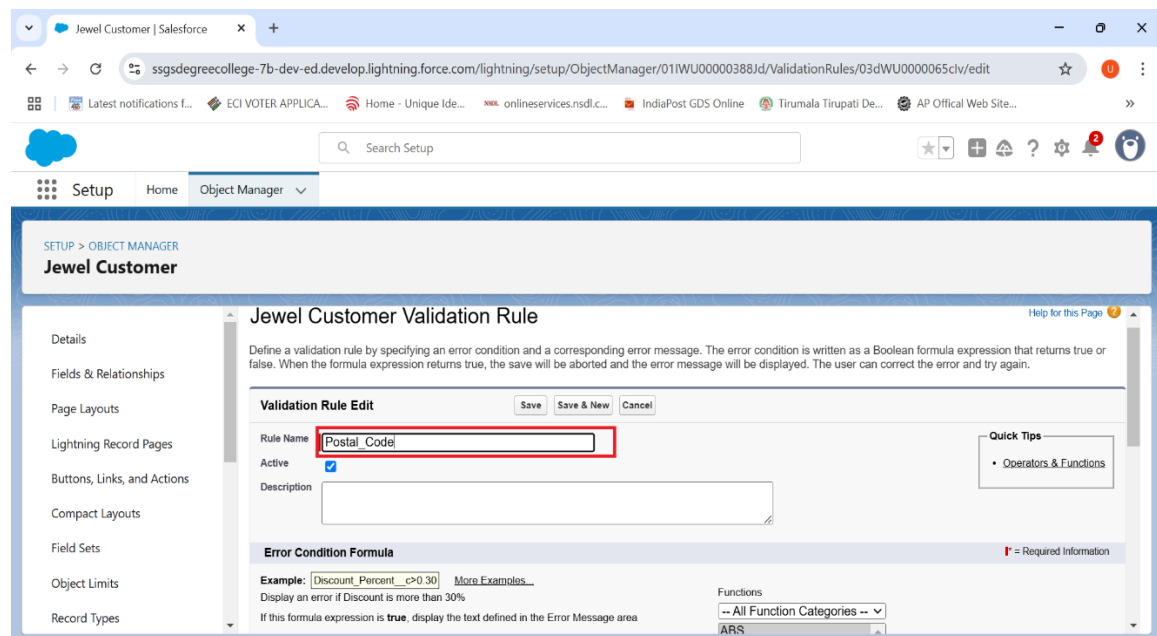 Jewel Customer | Salesforce
ssgsdegreecollege-7b-dev-ed.develop.lightning.force.com/lightning/setup/ObjectManager/01IWU00000388Jd/ValidationRules/03dWU0000065cIv/edit
U
Latest notifications f... ECI VOTER APPLICA... Home - Unique Ide... NSDL onlineservices.nsdl.c... IndiaPost GDS Online Tirumala Tirupati De... AP Offical Web Site... »
Search Setup
2
Setup Home Object Manager
SETUP > OBJECT MANAGER
Jewel Customer
Details
Fields & Relationships
Page Layouts
Lightning Record Pages
Buttons, Links, and Actions
Compact Layouts
Field Sets
Object Limits
Record Types
Jewel Customer Validation Rule
Help for this Page ?
Define a validation rule by specifying an error condition and a corresponding error message. The error condition is written as a Boolean formula expression that returns true or
false. When the formula expression returns true, the save will be aborted and the error message will be displayed. The user can correct the error and try again.
Validation Rule Edit Save Save & New Cancel
Rule Name Postal_Code
Active
Description
Quick Tips
• Operators & Functions
Error Condition Formula
* = Required Information
Example: Discount_Percent__c>0.30 More Examples...
Display an error if Discount is more than 30%
If this formula expression is true, display the text defined in the Error Message area
Functions
-- All Function Categories --
ABS